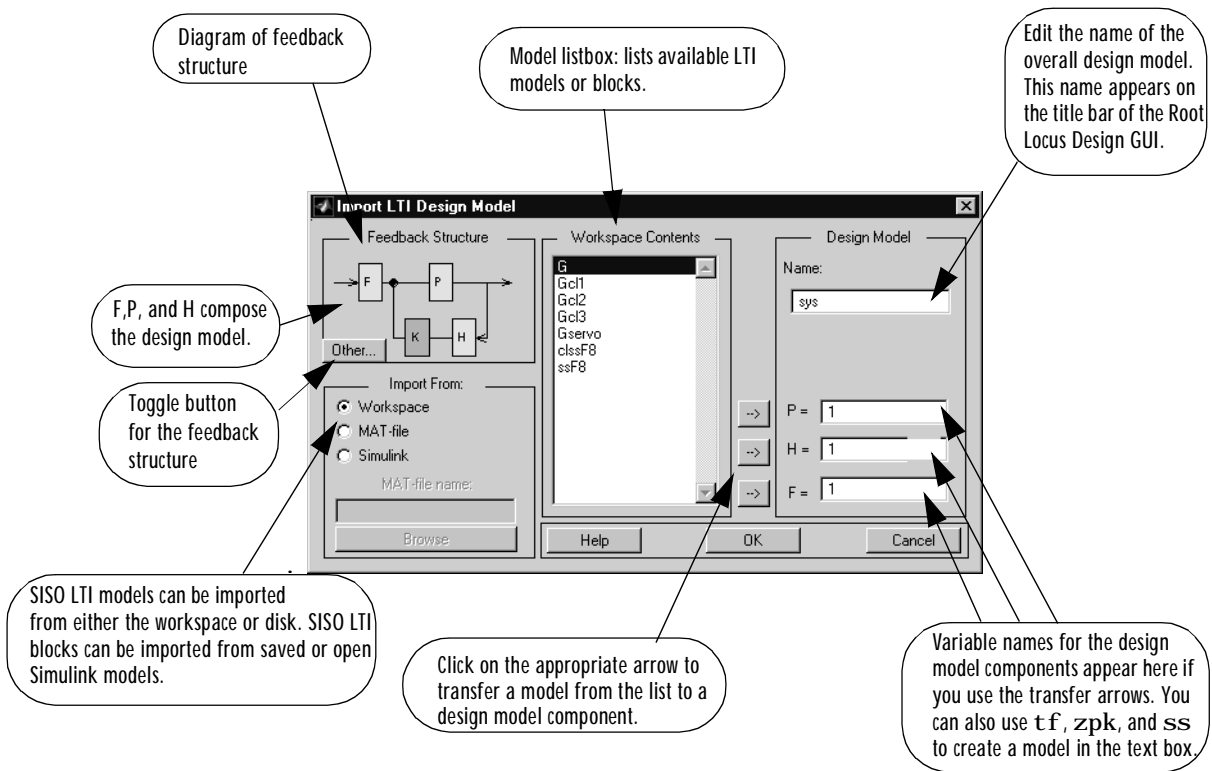 Diagram of feedback
structure
Model listbox: lists available LTI
models or blocks.
Edit the name of the
overall design model.
This name appears on
the title bar of the Root
Locus Design GUI.
Import LTI Design Model
Feedback Structure
F
P
K
H
Other...
F,P, and H compose
the design model.
Toggle button
for the feedback
structure
Import From:
Workspace
MAT-file
Simulink
MAT-file name:
Browse
Workspace Contents
G
Gcl1
Gcl2
Gcl3
Gservo
clssF8
ssF8
-->
-->
-->
Design Model
Name:
sys
P = 1
H = 1
F = 1
Help
OK
Cancel
SISO LTI models can be imported
from either the workspace or disk. SISO LTI
blocks can be imported from saved or open
Simulink models.
Click on the appropriate arrow to
transfer a model from the list to a
design model component.
Variable names for the design
model components appear here if
you use the transfer arrows. You
can also use tf, zpk, and ss
to create a model in the text box.